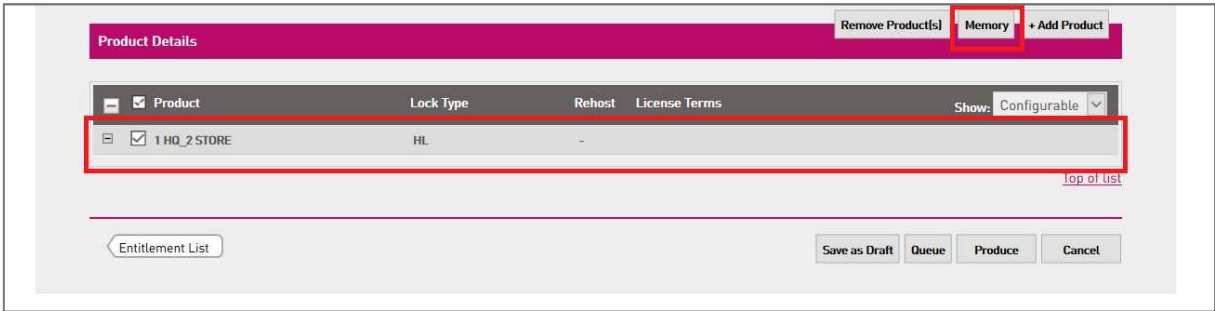 Remove Product(s) Memory + Add Product
Product Details
Product Lock Type Rehost License Terms Show: Configurable
1 HQ_2 STORE HL -
Top of list
Entitlement List Save as Draft Queue Produce Cancel